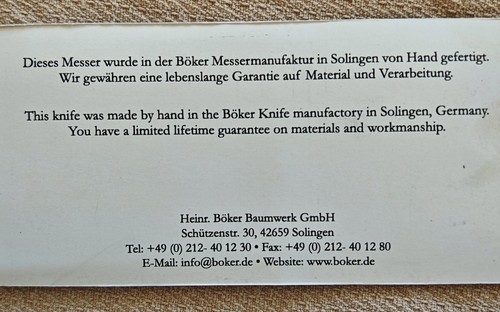 Dieses Messer wurde in der Böker Messermanufaktur in Solingen von Hand gefertigt.
Wir gewähren eine lebenslange Garantie auf Material und Verarbeitung.
This knife was made by hand in the Böker Knife manufactory in Solingen, Germany.
You have a limited lifetime guarantee on materials and workmanship.
Heinr. Böker Baumwerk GmbH
Schützenstr. 30, 42659 Solingen
Tel: +49 (0) 212- 40 12 30 • Fax: +49 (0) 212- 40 12 80
E-Mail: info@boker.de • Website: www.boker.de